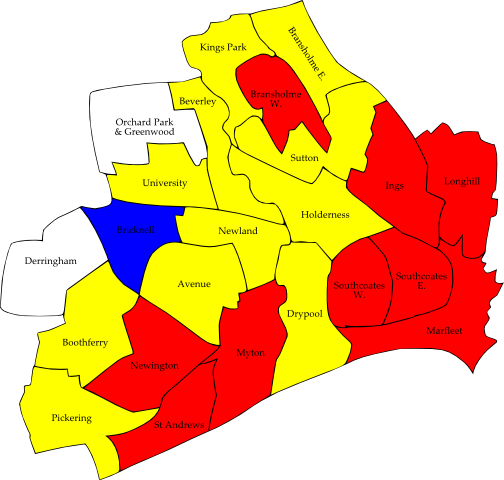 Kings Park
Bransholme E.
Bransholme
W.
Beverley
Orchard Park
& Greenwood
Sutton
University
Ings
Longhill
Holderness
Bricknell
Newland
Derringham
Avenue
Southcoates
W.
Southcoates
E.
Drypool
Marfleet
Boothferry
Myton
Newington
Pickering
St Andrews